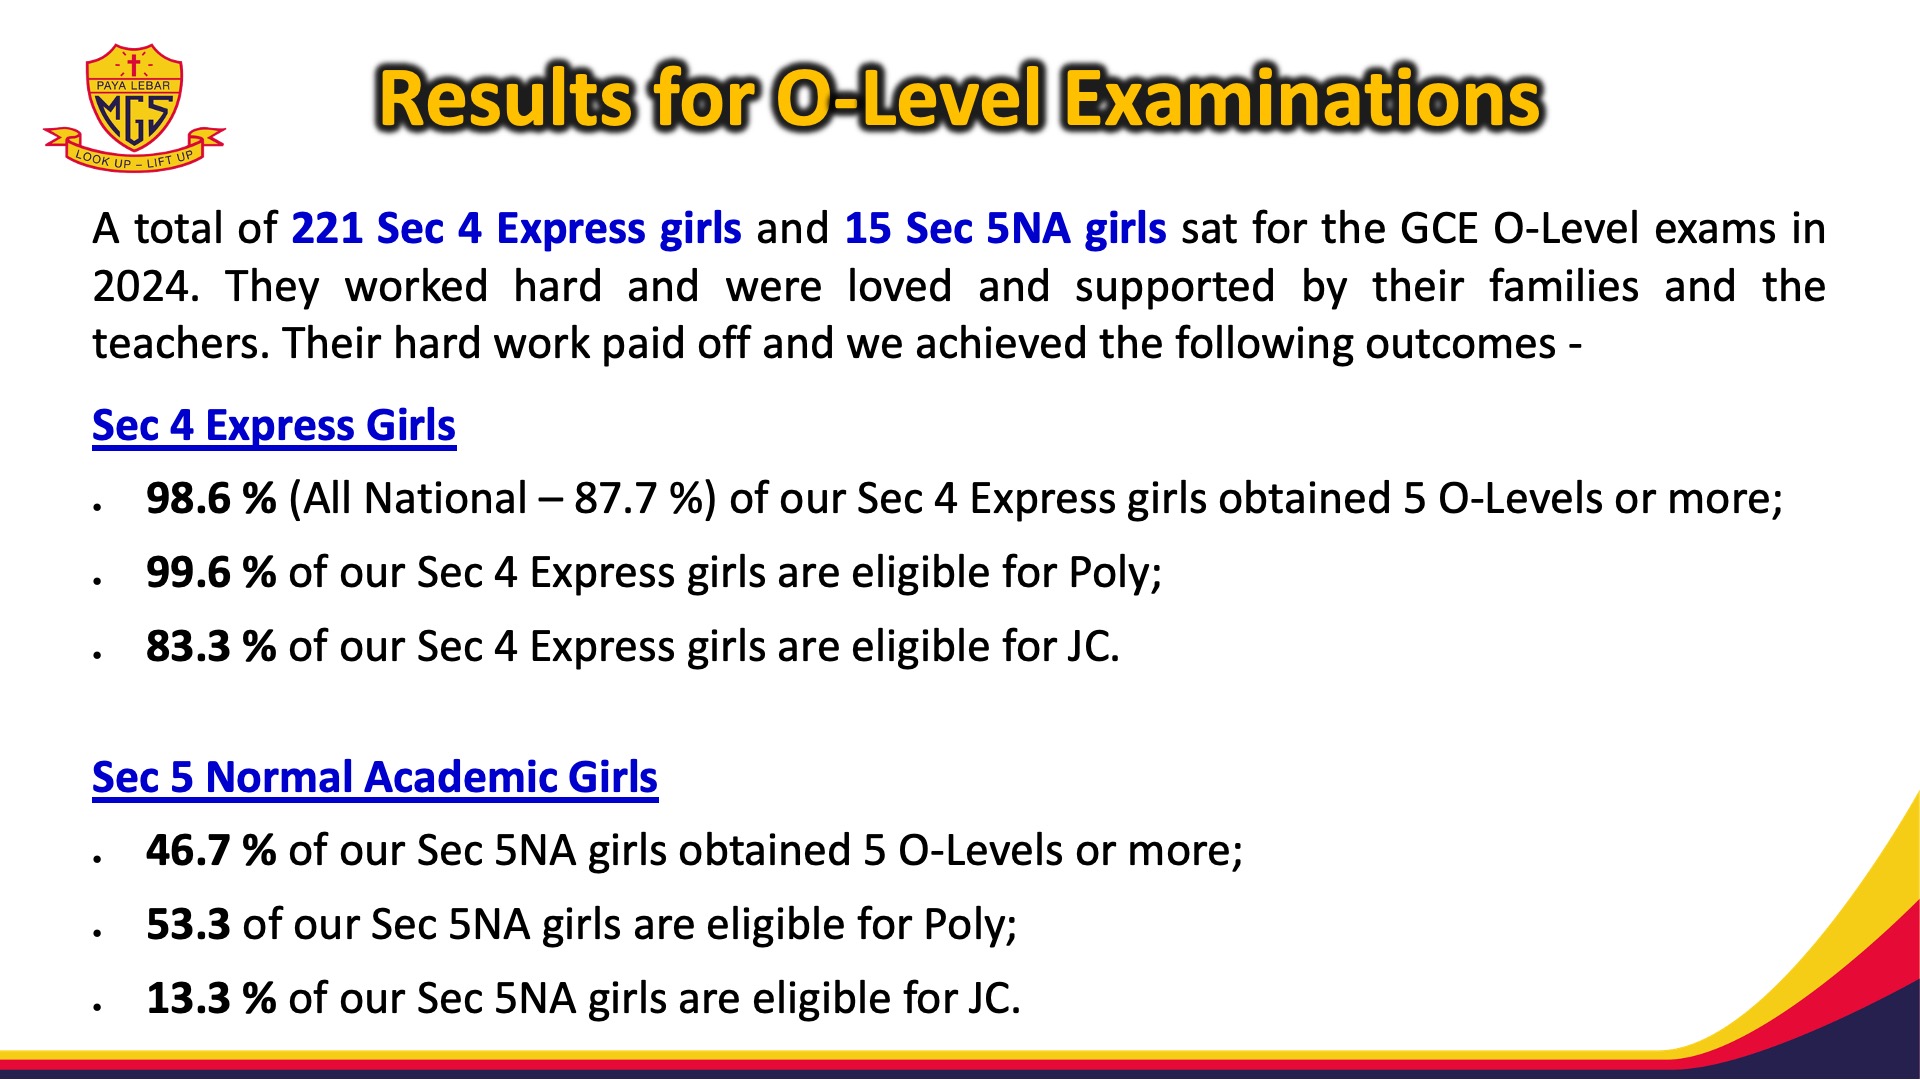 PAYA LEBAR
MGS
LOOK UP – LIFT UP
Results for O-Level Examinations
A total of 221 Sec 4 Express girls and 15 Sec 5NA girls sat for the GCE O-Level exams in
2024. They worked hard and were loved and supported by their families and the
teachers. Their hard work paid off and we achieved the following outcomes -
Sec 4 Express Girls
• 98.6 % (All National – 87.7 %) of our Sec 4 Express girls obtained 5 O-Levels or more;
• 99.6 % of our Sec 4 Express girls are eligible for Poly;
• 83.3 % of our Sec 4 Express girls are eligible for JC.
Sec 5 Normal Academic Girls
• 46.7 % of our Sec 5NA girls obtained 5 O-Levels or more;
• 53.3 of our Sec 5NA girls are eligible for Poly;
• 13.3 % of our Sec 5NA girls are eligible for JC.